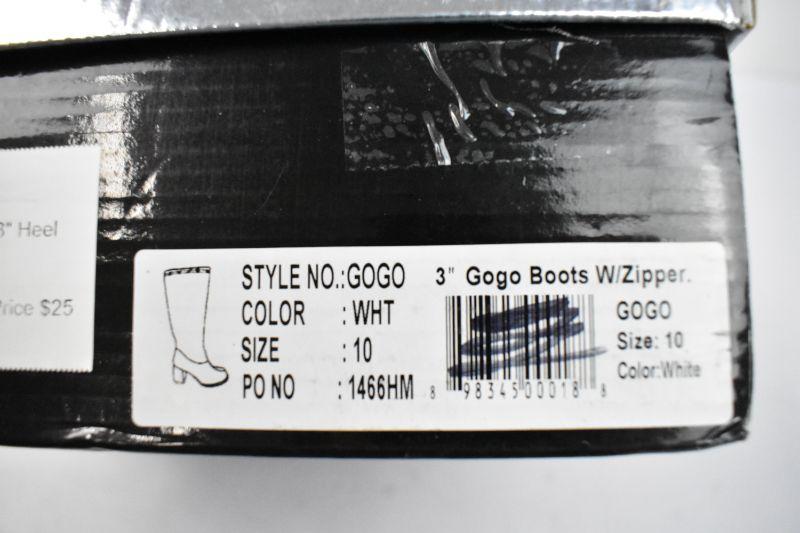 3" Heel
Price $25
STYLE NO.:GOGO
COLOR : WHT
SIZE : 10
PO NO : 1466HM
3" Gogo Boots W/Zipper.
GOGO
Size: 10
Color:White
8 98345 00018 8